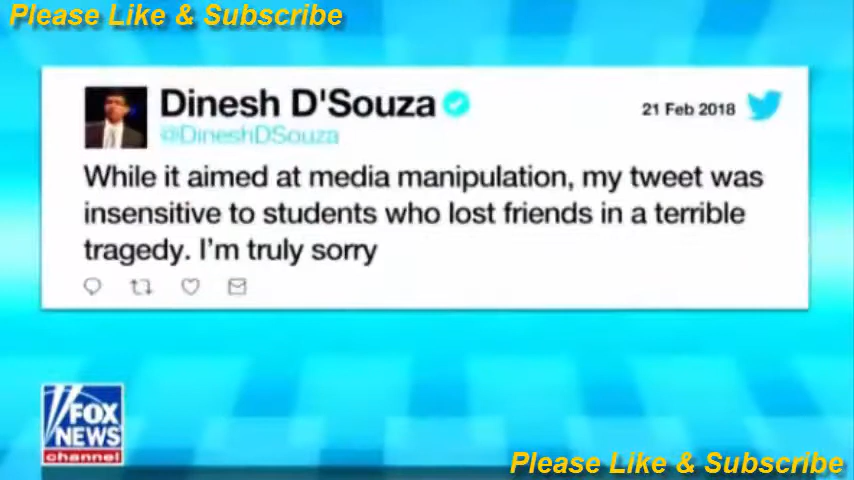 Please Like & Subscribe
Dinesh D'Souza
21 Feb 2018
@DineshDSouza
While it aimed at media manipulation, my tweet was
insensitive to students who lost friends in a terrible
tragedy. I'm truly sorry
FOX
NEWS
channel
Please Like & Subscribe